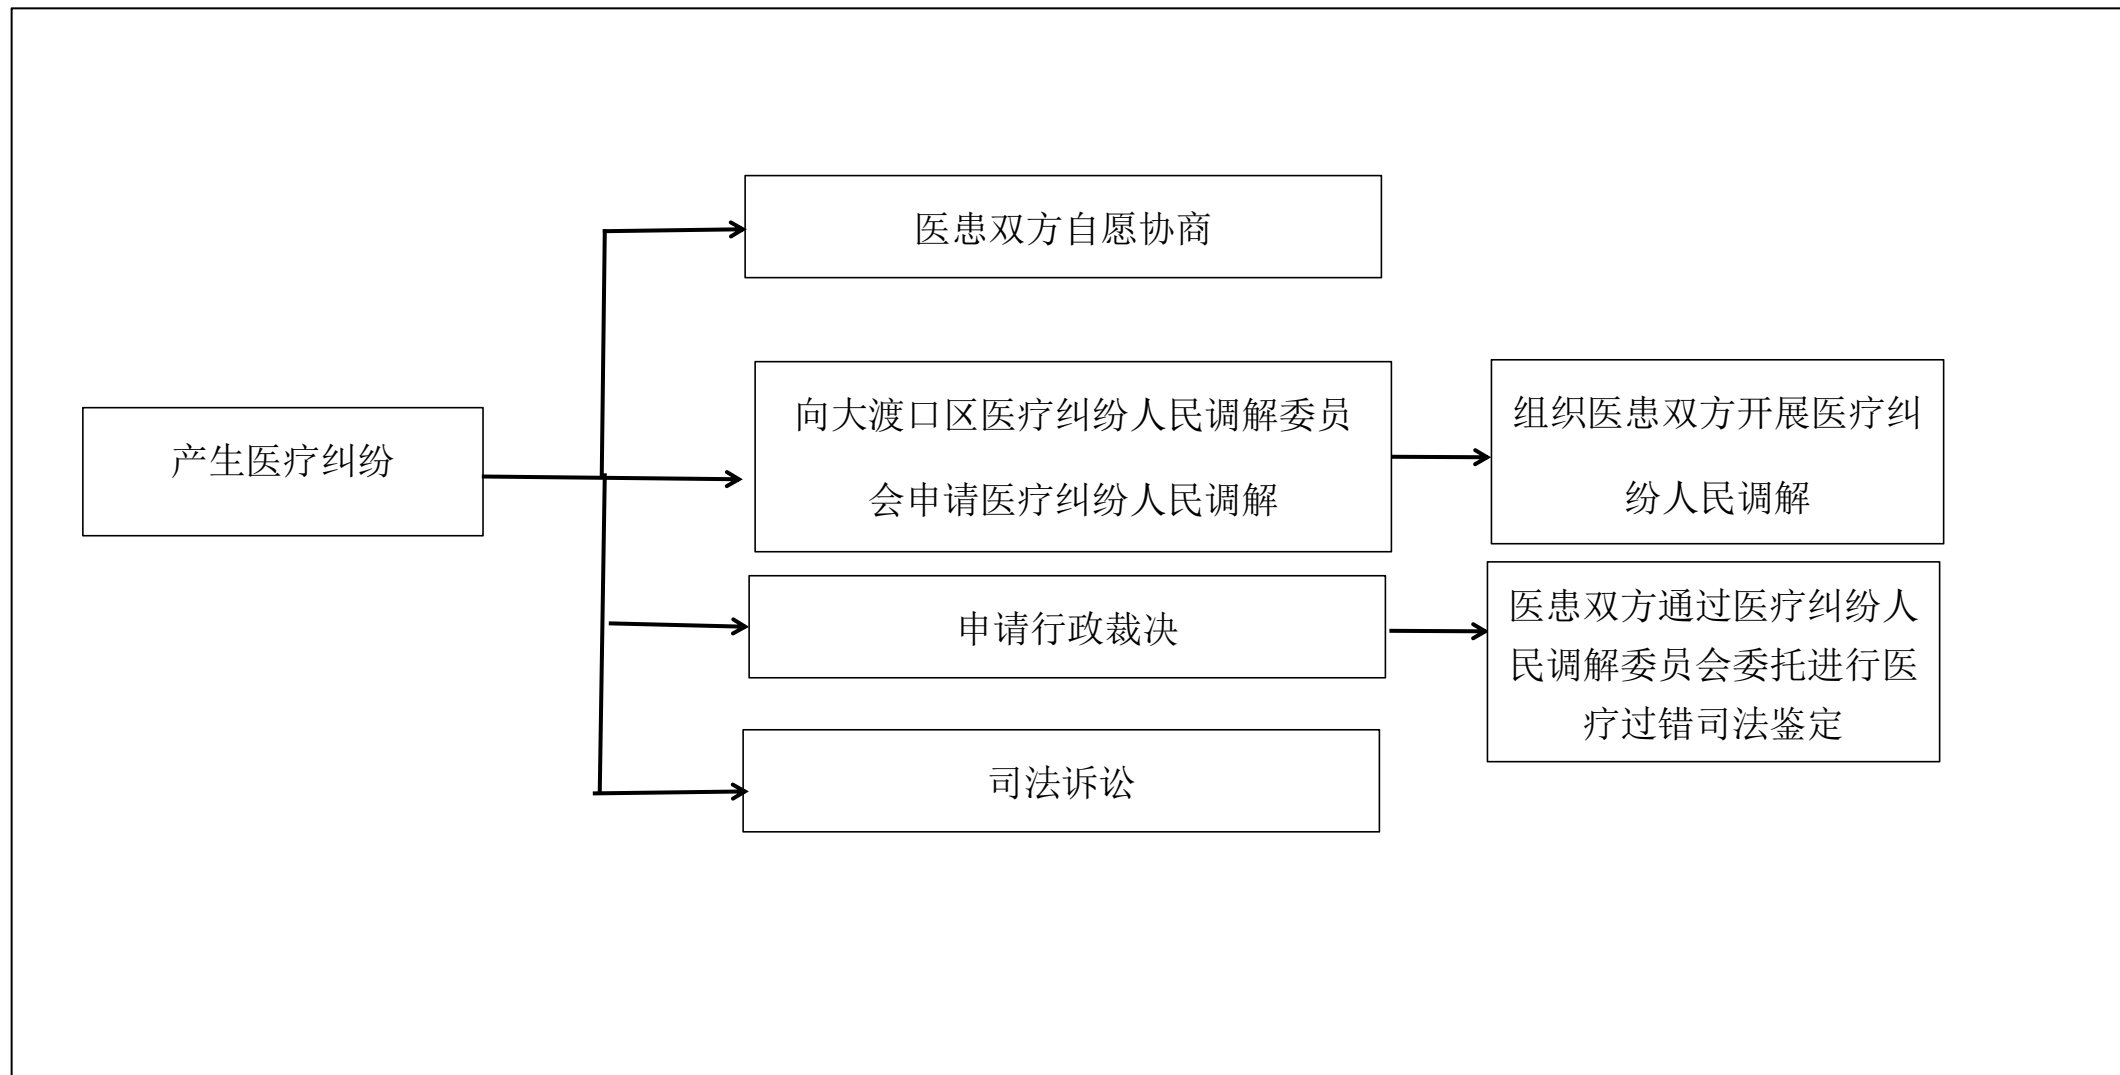 医患双方自愿协商
产生医疗纠纷
向大渡口区医疗纠纷人民调解委员
会申请医疗纠纷人民调解
组织医患双方开展医疗纠
纷人民调解
申请行政裁决
医患双方通过医疗纠纷人
民调解委员会委托进行医
疗过错司法鉴定
司法诉讼